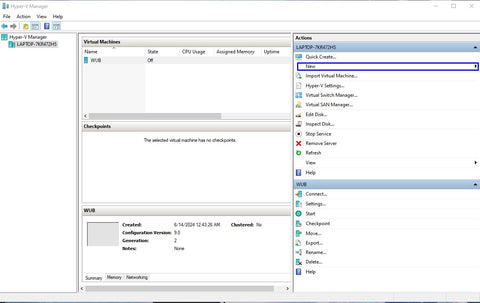 Hyper-V Manager
File Action View Help
Hyper-V Manager
LAPTOP-7KR472H5
Virtual Machines
Name State CPU Usage Assigned Memory Uptime
WUB Off
Checkpoints
The selected virtual machine has no checkpoints.
WUB
Created: 6/14/2024 12:43:26 AM Clustered: No
Configuration Version: 9.0
Generation: 2
Notes: None
Summary Memory Networking
Actions
LAPTOP-7KR472H5
Quick Create...
New
Import Virtual Machine...
Hyper-V Settings...
Virtual Switch Manager...
Virtual SAN Manager...
Edit Disk...
Inspect Disk...
Stop Service
Remove Server
Refresh
View
Help
WUB
Connect...
Settings...
Start
Checkpoint
Move...
Export...
Rename...
Delete...
Help